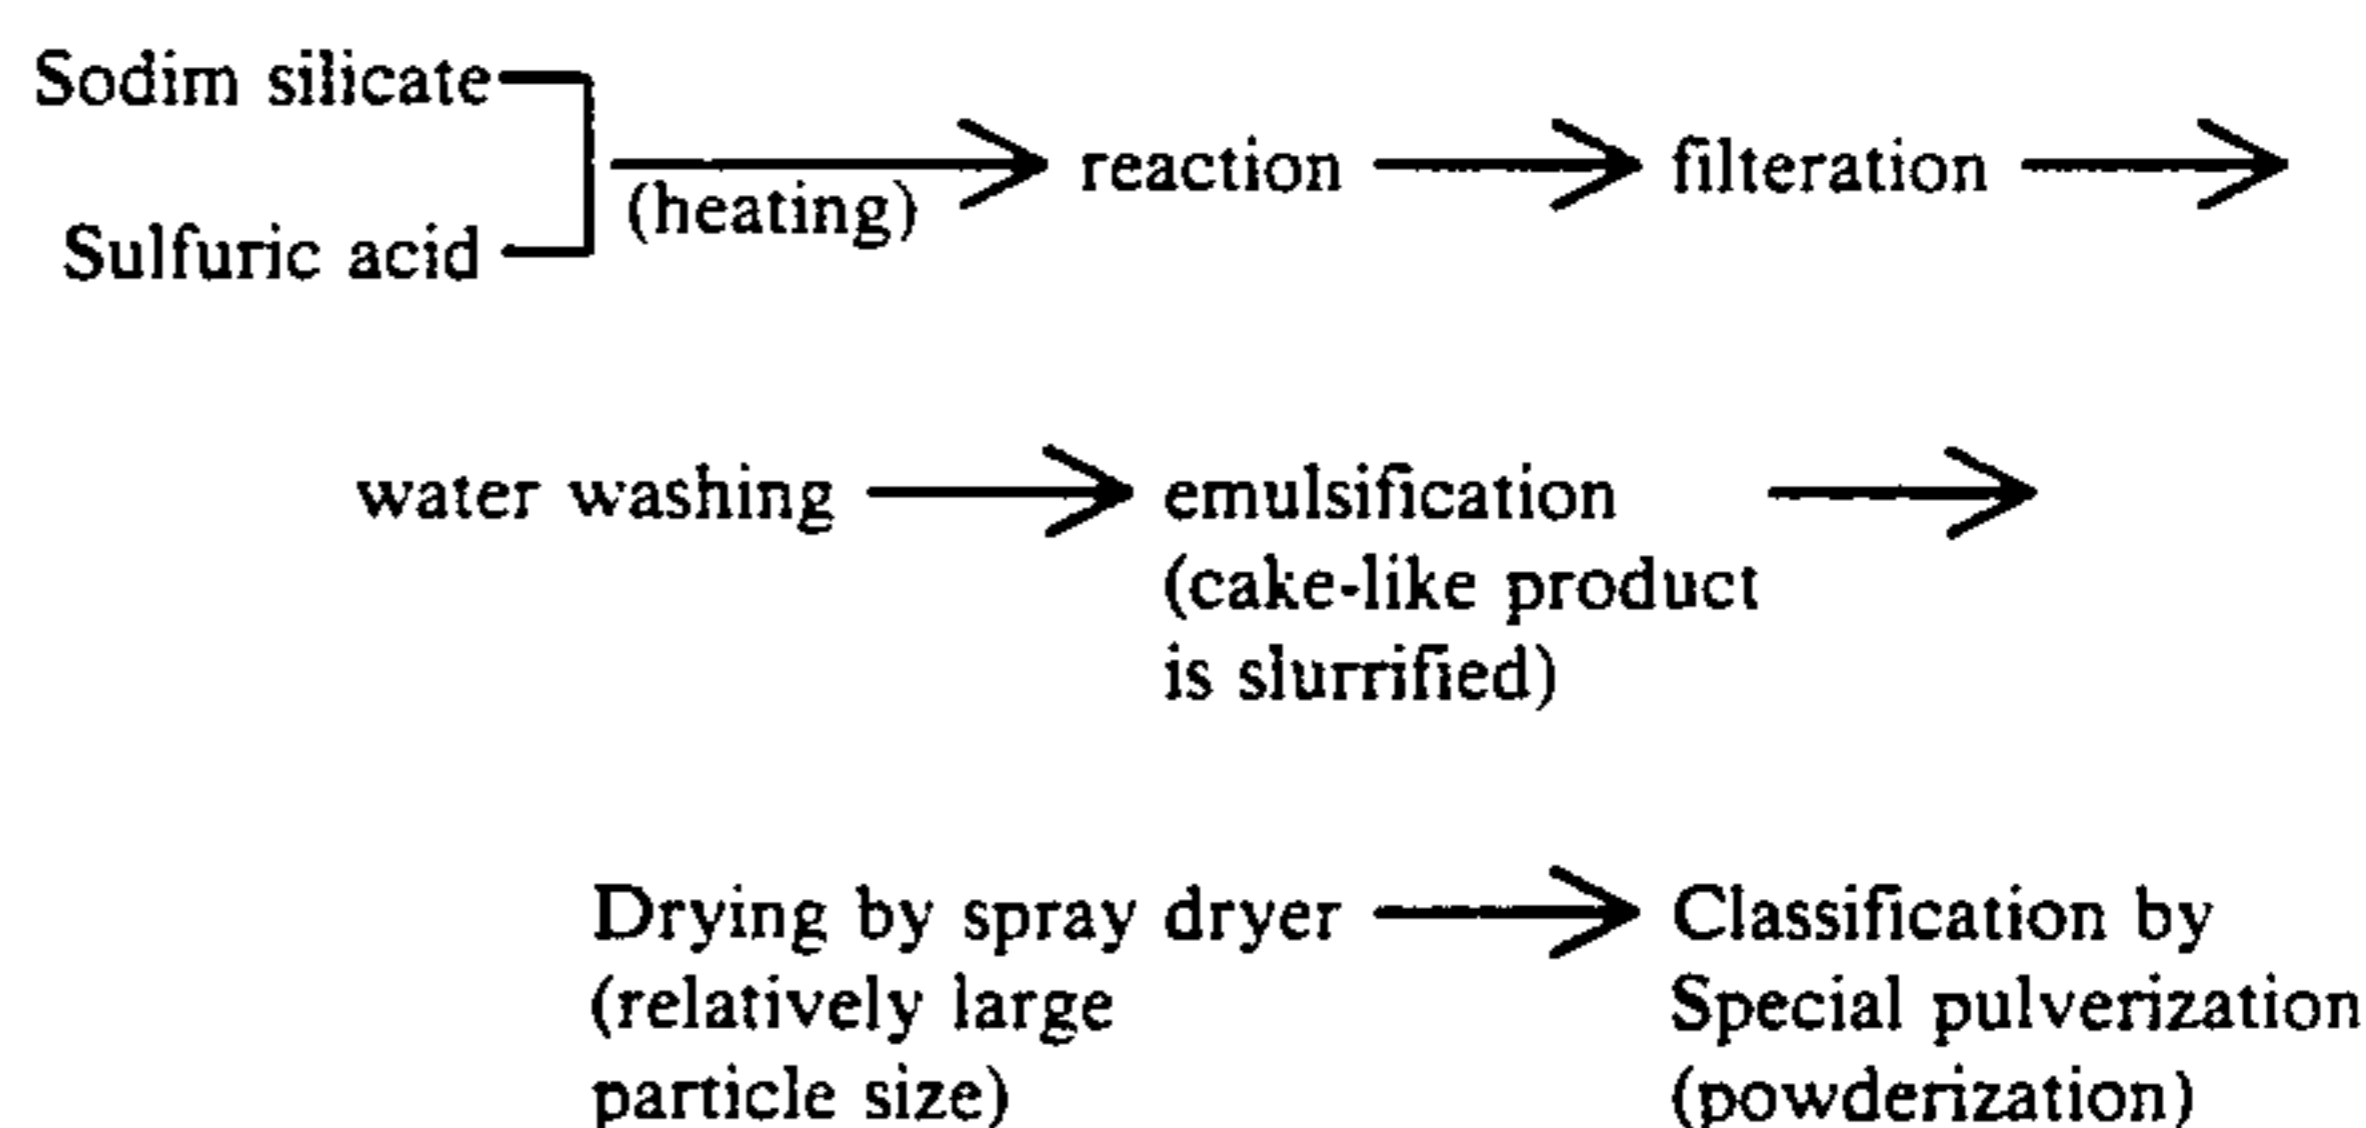 Sodim silicate
Sulfuric acid
(heating)
reaction
filteration
water washing
emulsification
(cake-like product
is slurrified)
Drying by spray dryer
(relatively large
particle size)
Classification by
Special pulverization
(powderization)